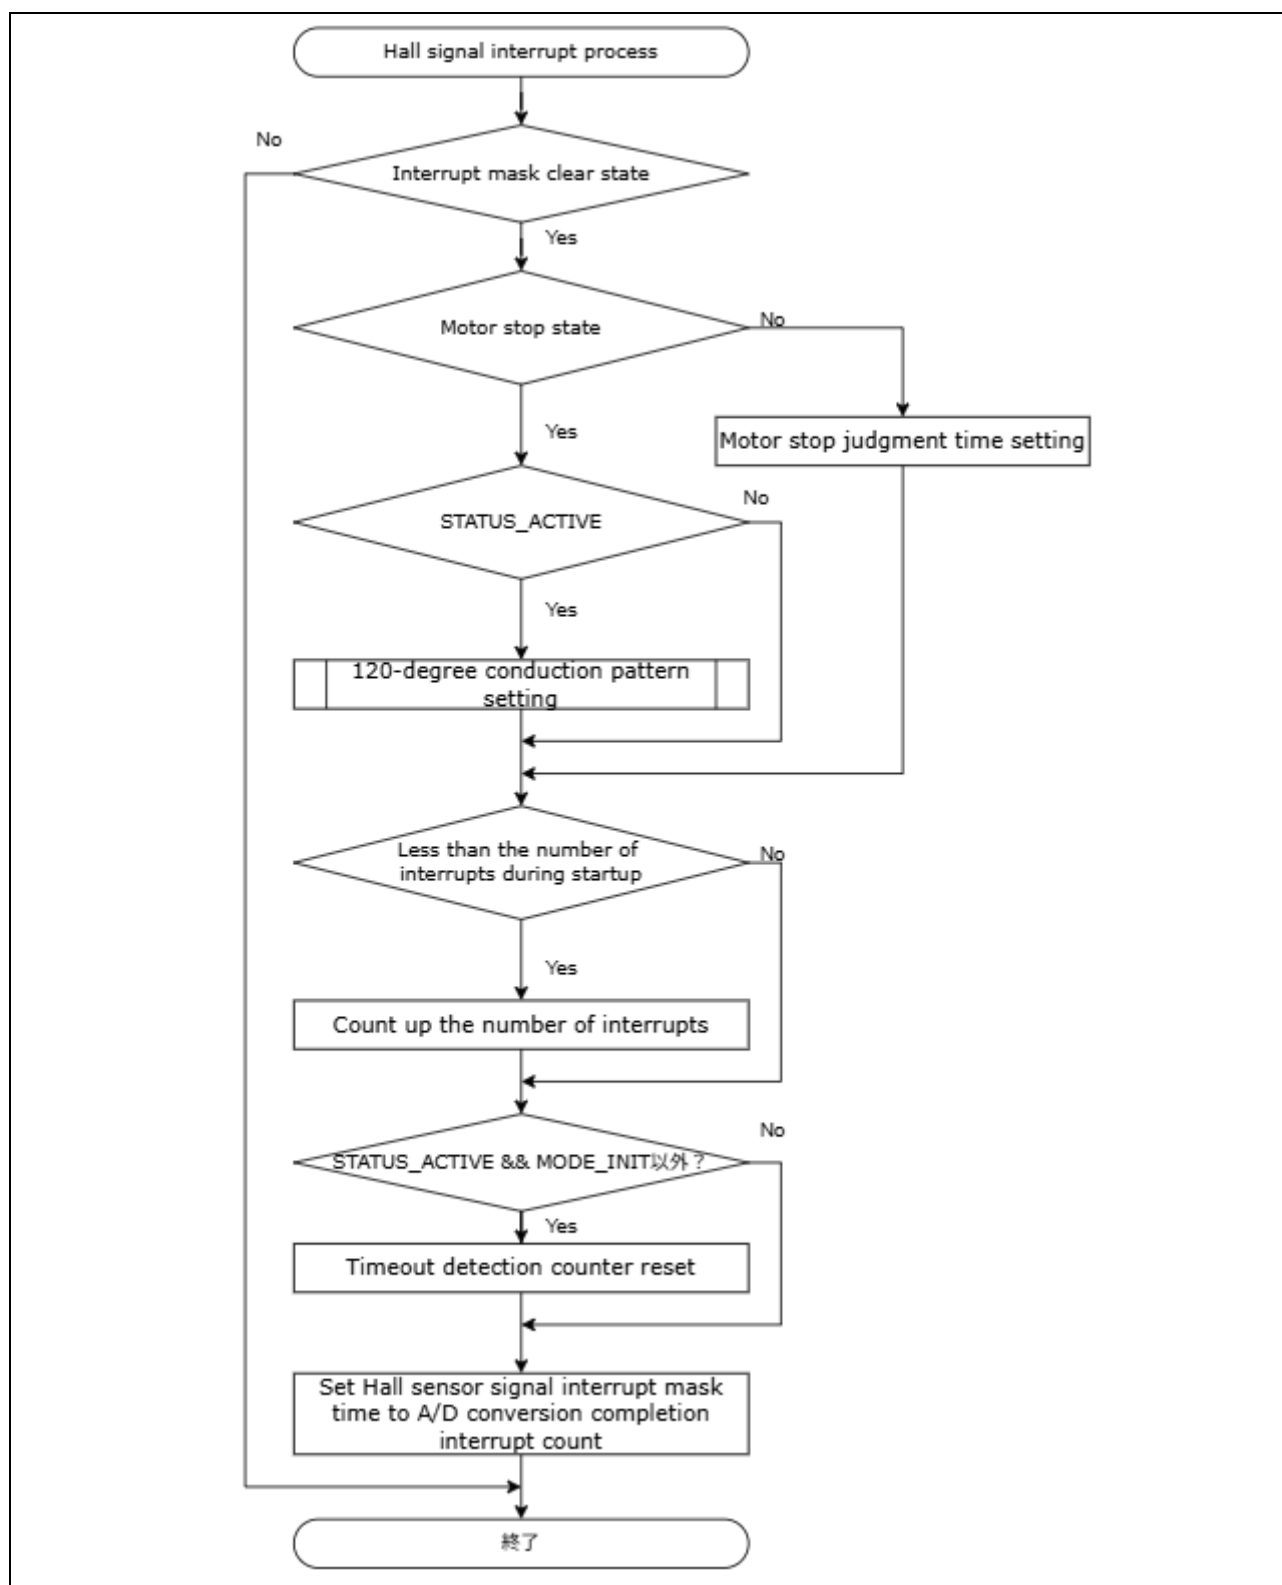 Hall signal interrupt process
No
Interrupt mask clear state
Yes
Motor stop state
No
Motor stop judgment time setting
Yes
No
STATUS_ACTIVE
Yes
120-degree conduction pattern
setting
Less than the number of
interrupts during startup
No
Yes
Count up the number of interrupts
No
STATUS_ACTIVE && MODE_INIT以外？
Yes
Timeout detection counter reset
Set Hall sensor signal interrupt mask
time to A/D conversion completion
interrupt count
終了